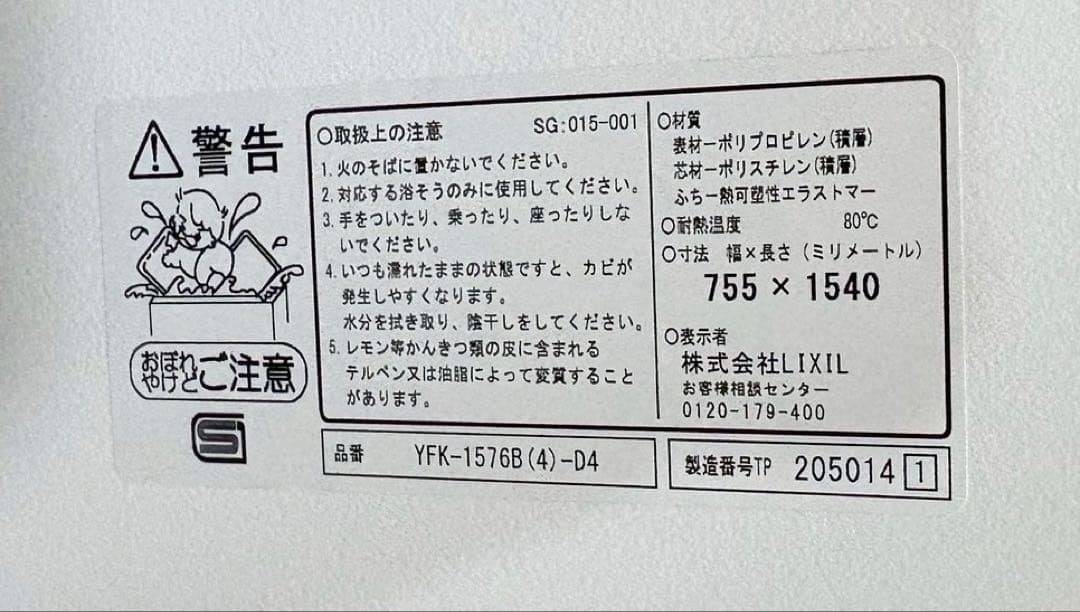 警告
おぼれ
やけど
ご注意
S
〇取扱上の注意 SG:015-001
1. 火のそばに置かないでください。
2. 対応する浴そうのみに使用してください。
3. 手をついたり、乗ったり、座ったりしな
いでください。
4. いつも濡れたままの状態ですと、カビが
発生しやすくなります。
水分を拭き取り、陰干しをしてください。
5. レモン等かんきつ類の皮に含まれる
テルペン又は油脂によって変質すること
があります。
〇材質
表材ーポリプロピレン(積層)
芯材ーポリスチレン(積層)
ふちー熱可塑性エラストマー
〇耐熱温度 80℃
〇寸法 幅×長さ(ミリメートル)
755 × 1540
〇表示者
株式会社LIXIL
お客様相談センター
0120-179-400
品番 YFK-1576B(4)-D4
製造番号TP 205014 1